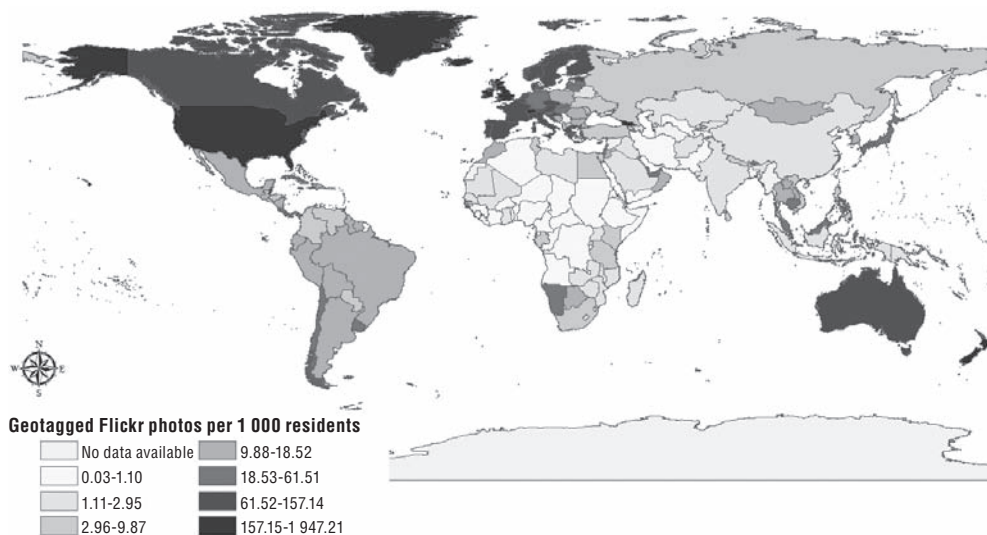 N
W E
S
Geotagged Flickr photos per 1 000 residents
No data available
0.03-1.10
1.11-2.95
2.96-9.87
9.88-18.52
18.53-61.51
61.52-157.14
157.15-1 947.21